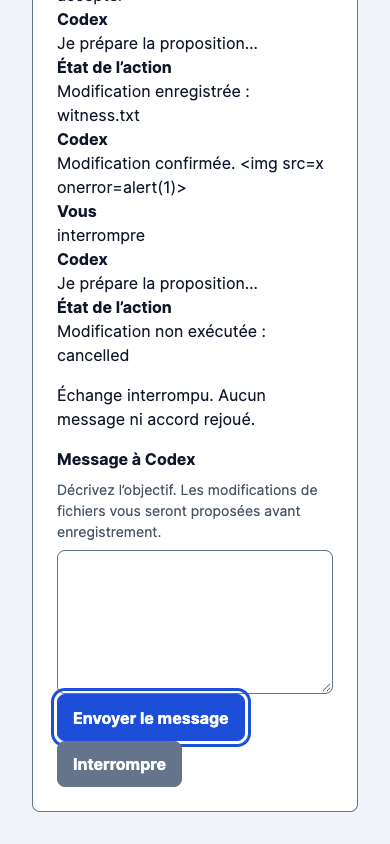 Codex
Je prépare la proposition…
État de l’action
Modification enregistrée :
witness.txt
Codex
Modification confirmée. <img src=x
onerror=alert(1)>
Vous
interrompre
Codex
Je prépare la proposition…
État de l’action
Modification non exécutée :
cancelled
Échange interrompu. Aucun
message ni accord rejoué.
Message à Codex
Décrivez l’objectif. Les modifications de
fichiers vous seront proposées avant
enregistrement.
Envoyer le message
Interrompre